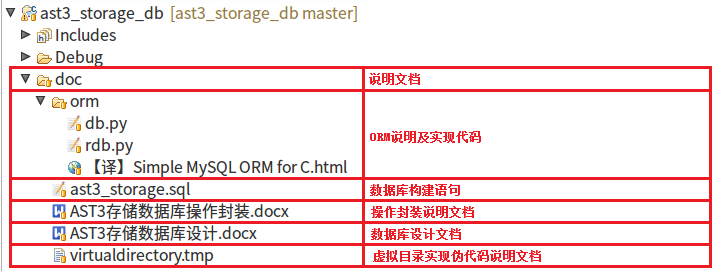 ast3_storage_db [ast3_storage_db master]
Includes
Debug
doc 说明文档
orm
db.py
rdb.py
ORM说明及实现代码
【译】Simple MySQL ORM for C.html
ast3_storage.sql 数据库构建语句
AST3存储数据库操作封装.docx 操作封装说明文档
AST3存储数据库设计.docx 数据库设计文档
virtualdirectory.tmp 虚拟目录实现伪代码说明文档